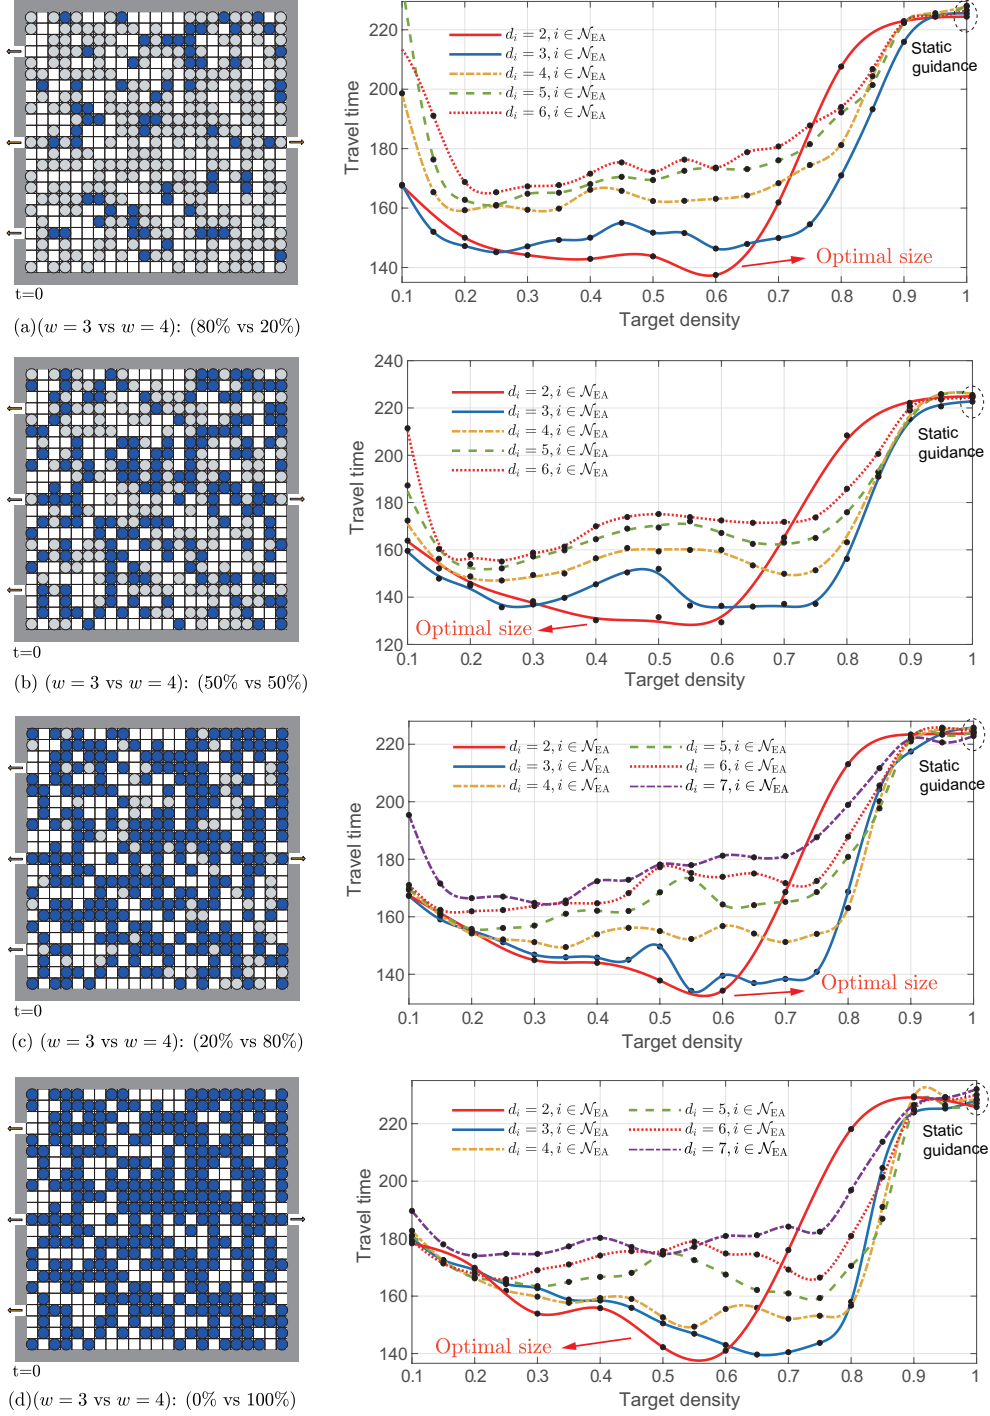 220
200
180
160
140
0.1 0.2 0.3 0.4 0.5 0.6 0.7 0.8 0.9 1
Travel time
Target density
d_i = 2, i ∈ 𝒩_EA
d_i = 3, i ∈ 𝒩_EA
d_i = 4, i ∈ 𝒩_EA
d_i = 5, i ∈ 𝒩_EA
d_i = 6, i ∈ 𝒩_EA
Static
guidance
Optimal size
t=0
(a)(w = 3 vs w = 4): (80% vs 20%)
240
220
200
180
160
140
120
0.1 0.2 0.3 0.4 0.5 0.6 0.7 0.8 0.9 1
Travel time
Target density
d_i = 2, i ∈ 𝒩_EA
d_i = 3, i ∈ 𝒩_EA
d_i = 4, i ∈ 𝒩_EA
d_i = 5, i ∈ 𝒩_EA
d_i = 6, i ∈ 𝒩_EA
Static
guidance
Optimal size
t=0
(b) (w = 3 vs w = 4): (50% vs 50%)
220
200
180
160
140
0.1 0.2 0.3 0.4 0.5 0.6 0.7 0.8 0.9 1
Travel time
Target density
d_i = 2, i ∈ 𝒩_EA d_i = 5, i ∈ 𝒩_EA
d_i = 3, i ∈ 𝒩_EA d_i = 6, i ∈ 𝒩_EA
d_i = 4, i ∈ 𝒩_EA d_i = 7, i ∈ 𝒩_EA
Static
guidance
Optimal size
t=0
(c) (w = 3 vs w = 4): (20% vs 80%)
220
200
180
160
140
0.1 0.2 0.3 0.4 0.5 0.6 0.7 0.8 0.9 1
Travel time
Target density
d_i = 2, i ∈ 𝒩_EA d_i = 5, i ∈ 𝒩_EA
d_i = 3, i ∈ 𝒩_EA d_i = 6, i ∈ 𝒩_EA
d_i = 4, i ∈ 𝒩_EA d_i = 7, i ∈ 𝒩_EA
Static
guidance
Optimal size
t=0
(d)(w = 3 vs w = 4): (0% vs 100%)